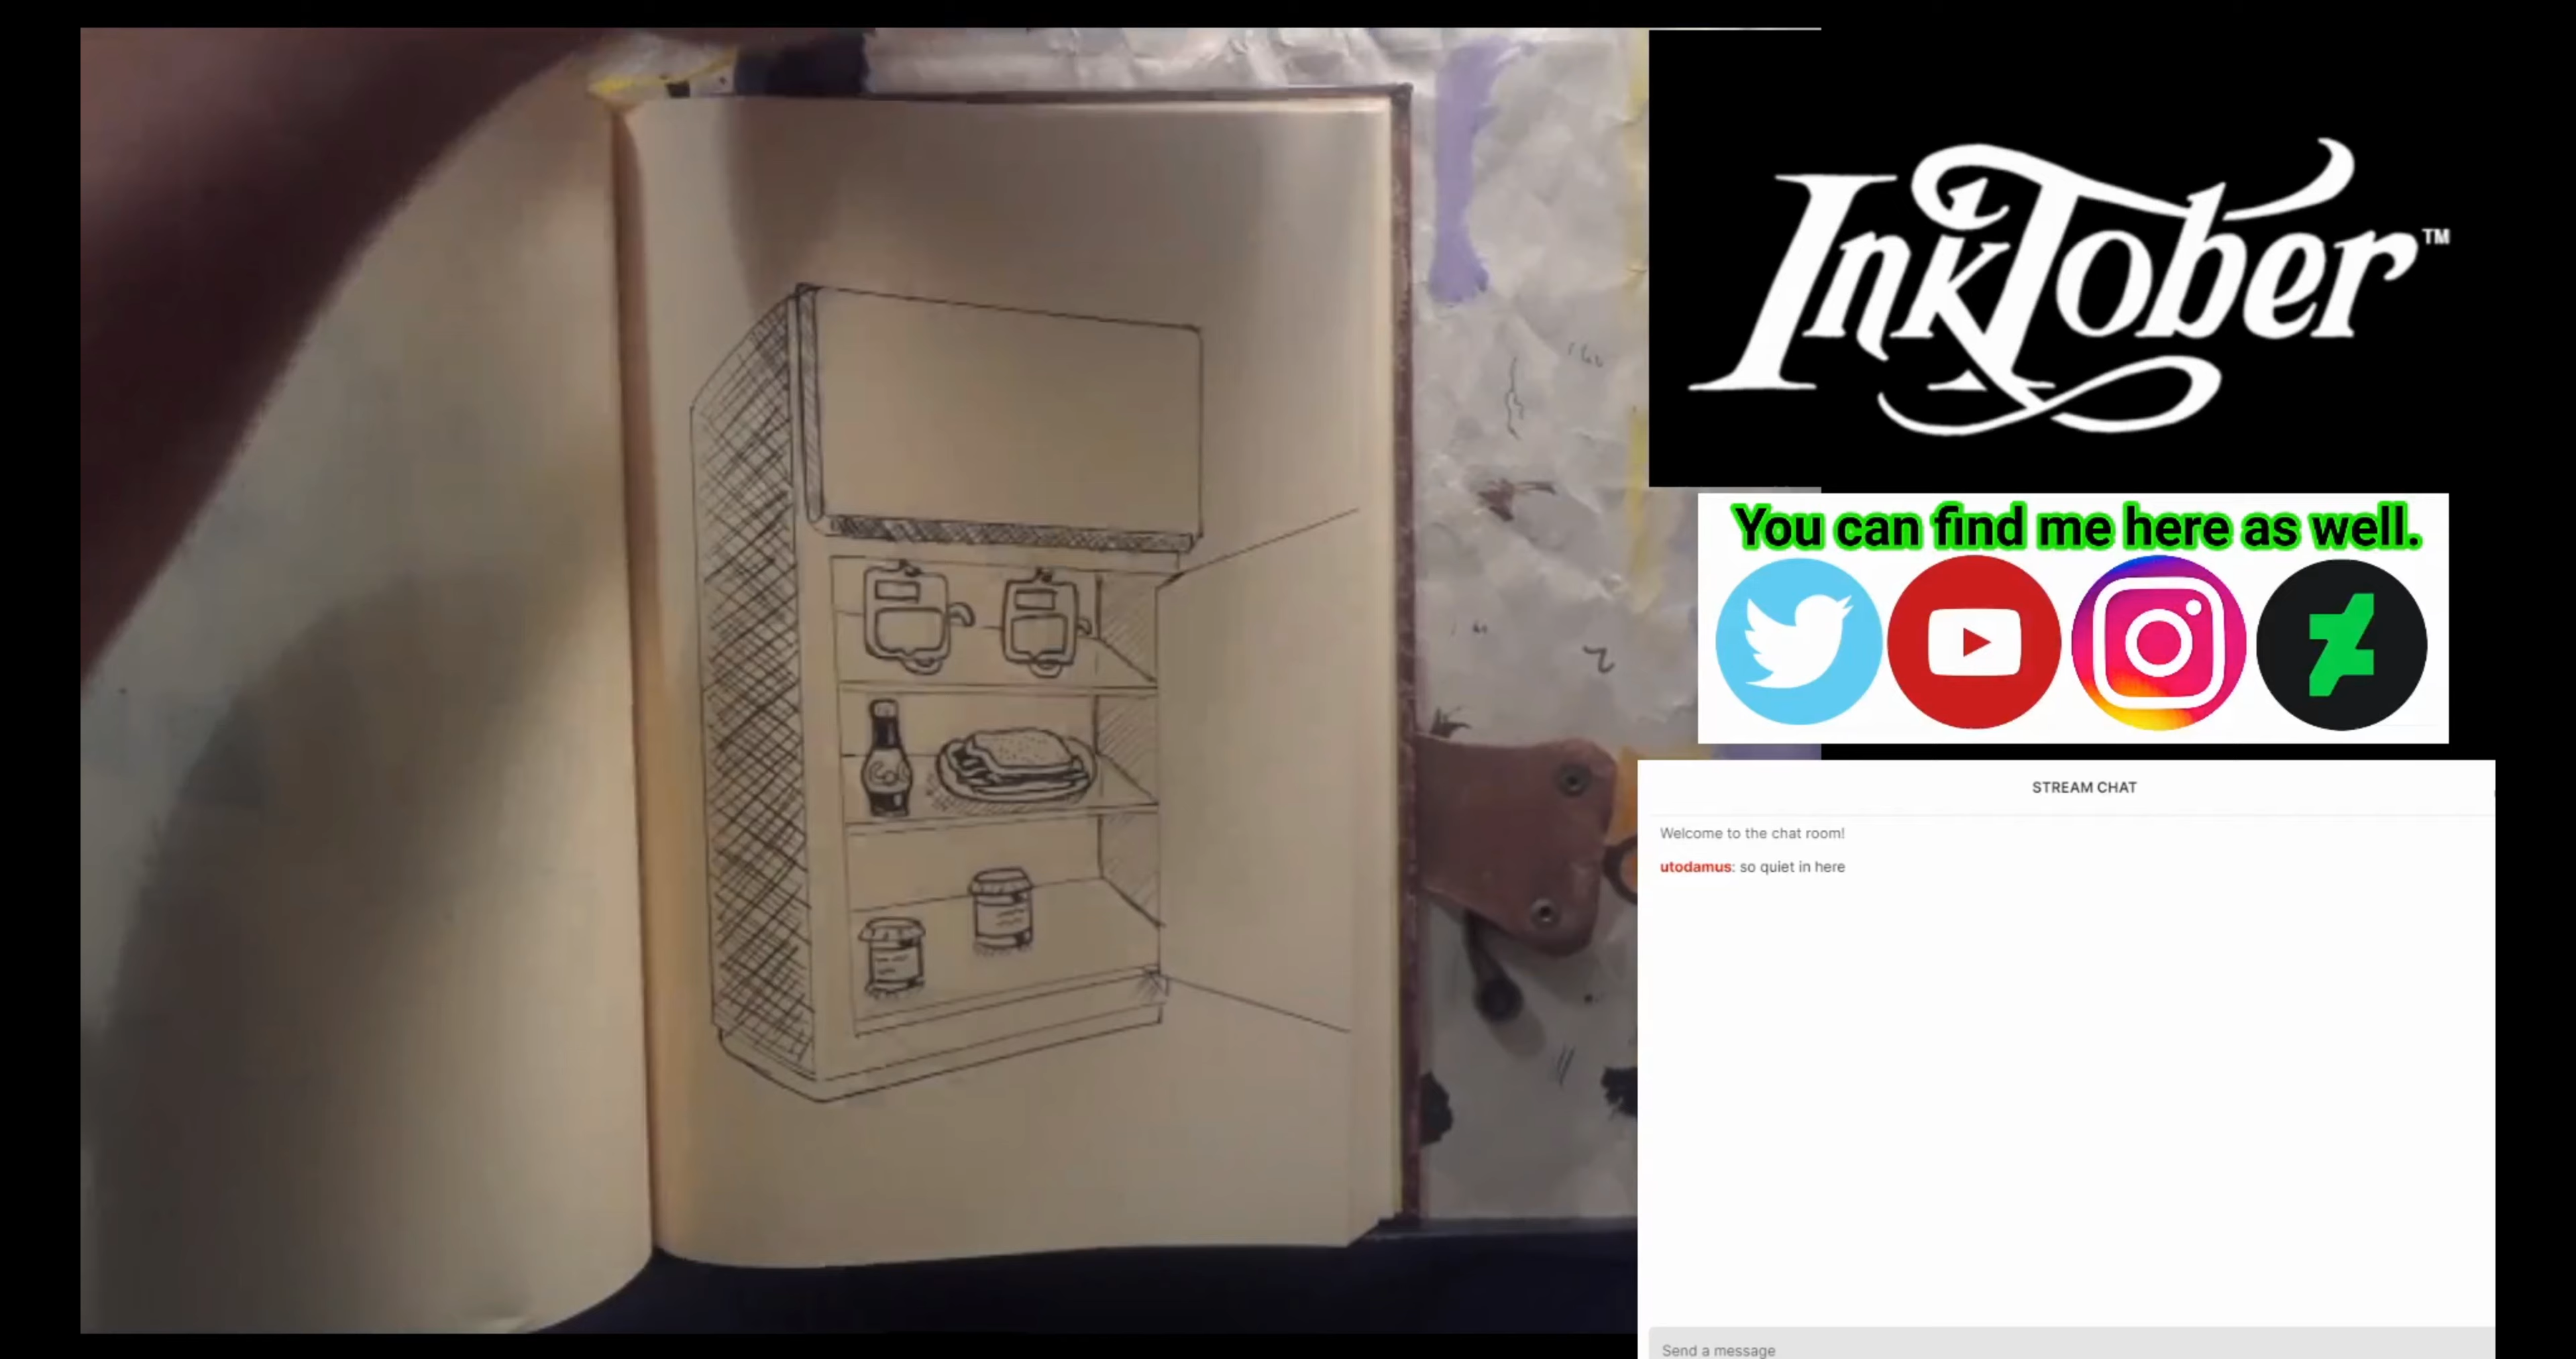 InkTober™
You can find me here as well.
STREAM CHAT
Welcome to the chat room!
utodamus: so quiet in here
Send a message